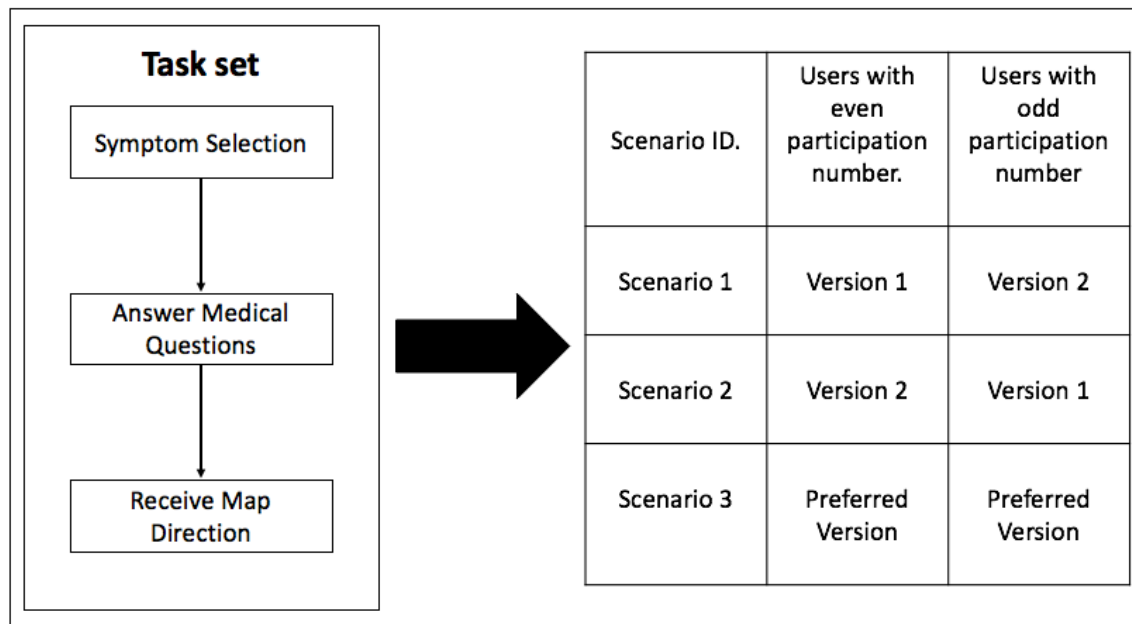 Task set
Symptom Selection
Answer Medical
Questions
Receive Map
Direction
Scenario ID.
Users with
even
participation
number.
Users with
odd
participation
number
Scenario 1
Version 1
Version 2
Scenario 2
Version 2
Version 1
Scenario 3
Preferred
Version
Preferred
Version